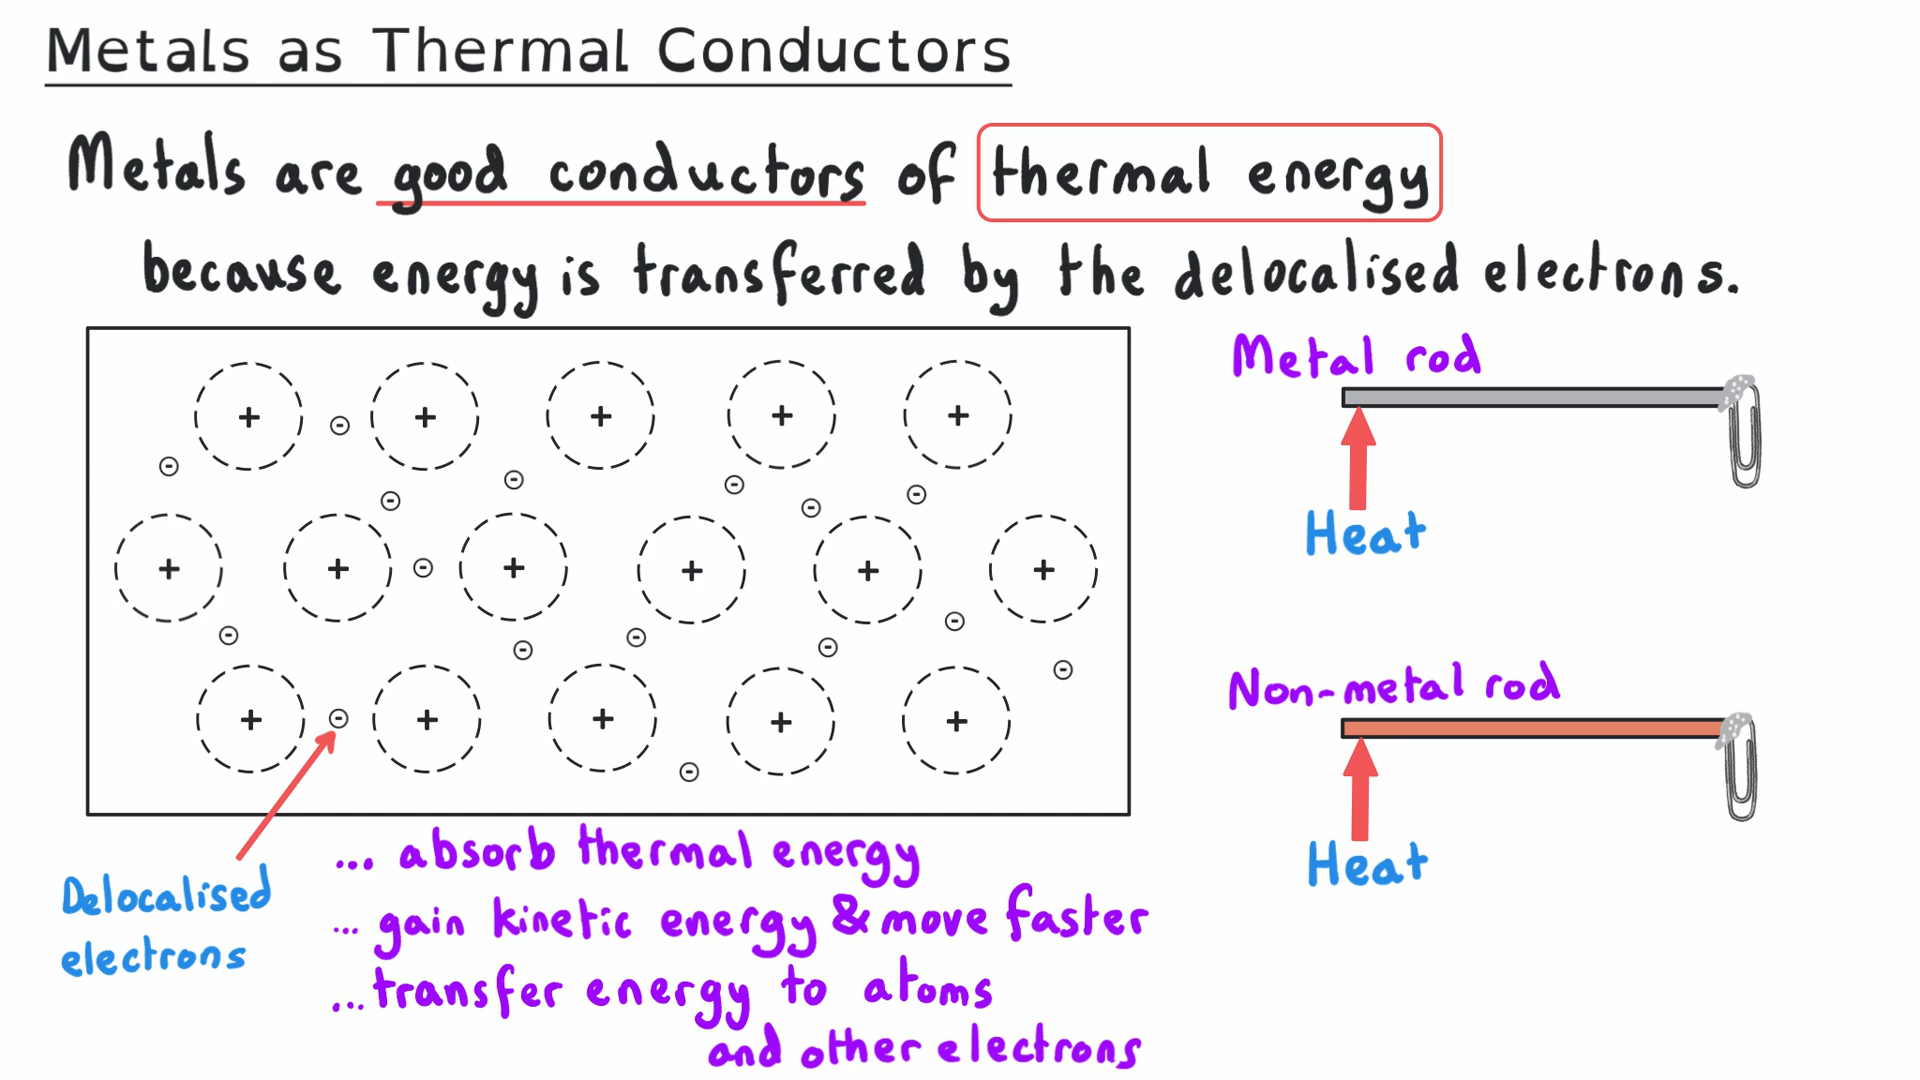 Metals as Thermal Conductors
Metals are good conductors of thermal energy
because energy is transferred by the delocalised electrons.
+ - + + + +
-
- - - - -
+ + - + + + +
- - - - -
-
+ - + + + +
-
Delocalised
electrons
... absorb thermal energy
... gain kinetic energy & move faster
... transfer energy to atoms
and other electrons
Metal rod
Heat
Non-metal rod
Heat